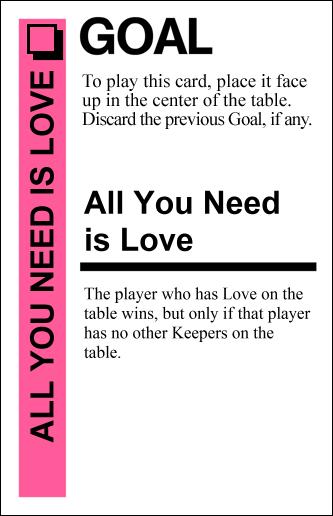 GOAL
To play this card, place it face
up in the center of the table.
Discard the previous Goal, if any.
ALL YOU NEED IS LOVE
All You Need
is Love
The player who has Love on the
table wins, but only if that player
has no other Keepers on the
table.